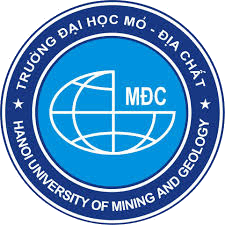 TRƯỜNG ĐẠI HỌC MỎ - ĐỊA CHẤT
MĐC
HANOI UNIVERSITY OF MINING AND GEOLOGY